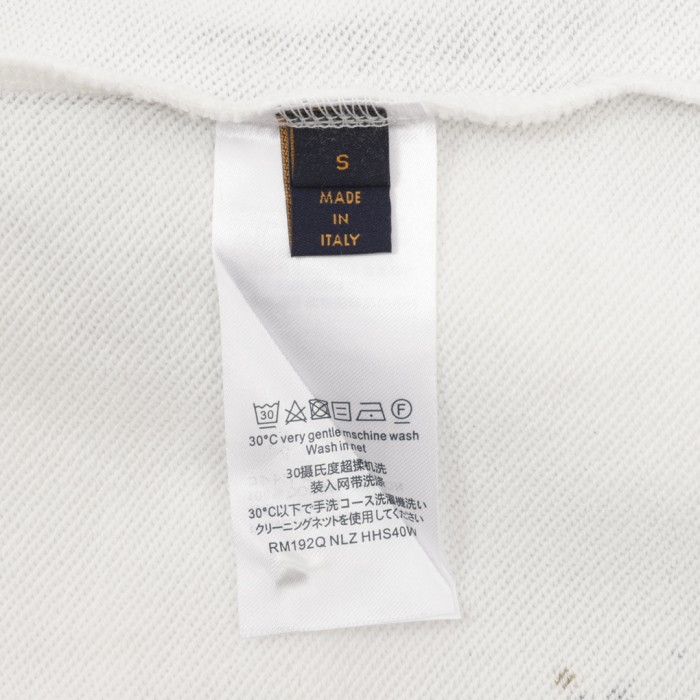 S
MADE
IN
ITALY
30
F
30°C very gentle mschine wash
Wash in net
30摄氏度超揉机洗
装入网带洗涤
30°C以下で手洗コース洗濯機洗い
クリーニングネットを使用してください
RM192Q NLZ HHS40W